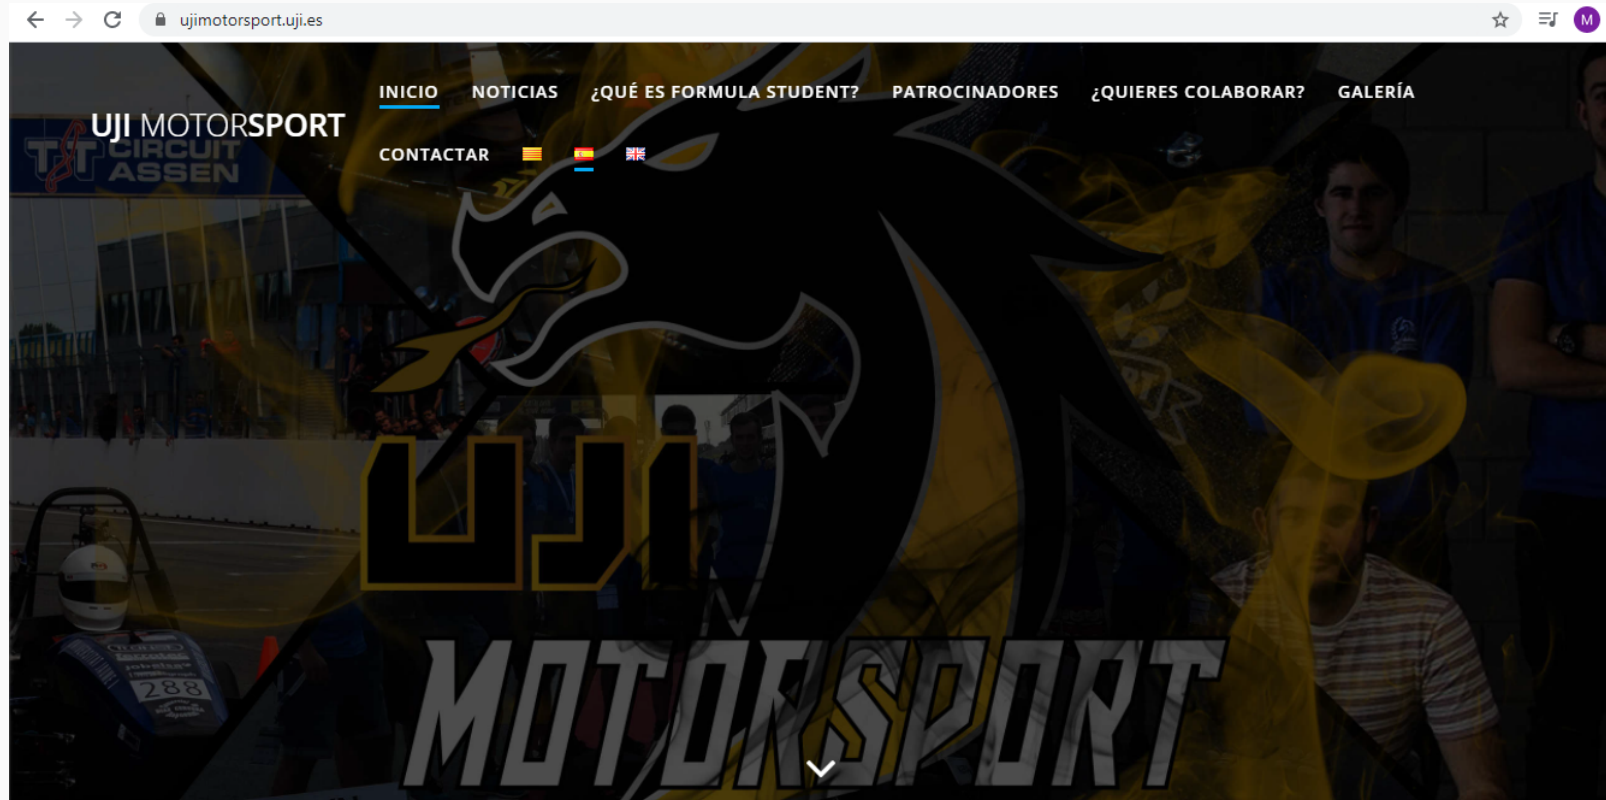 ujimotorsport.uji.es
M
INICIO NOTICIAS ¿QUÉ ES FORMULA STUDENT? PATROCINADORES ¿QUIERES COLABORAR? GALERÍA
UJI MOTORSPORT
CONTACTAR
TT CIRCUIT
ASSEN
UJI
288
MOTORSPORT